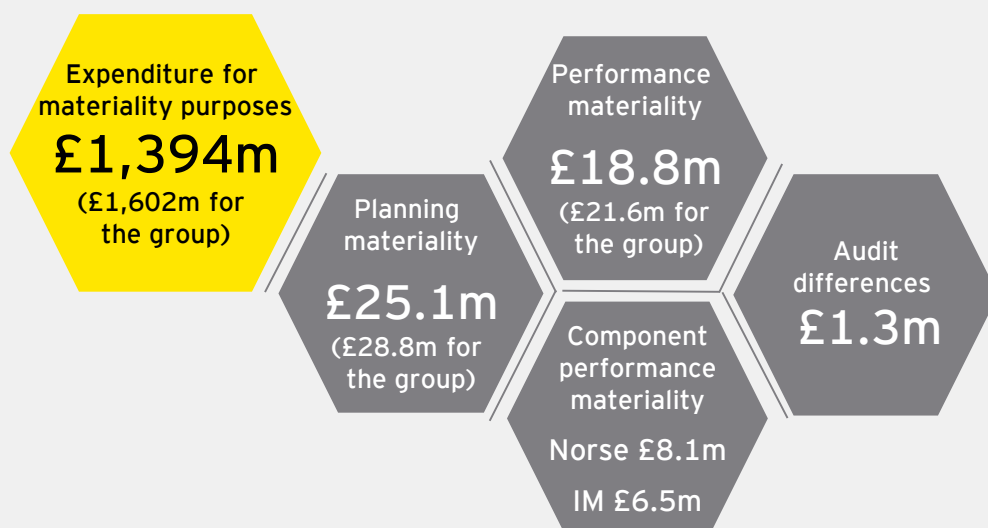 Expenditure for
materiality purposes
£1,394m
(£1,602m for
the group)
Planning
materiality
£25.1m
(£28.8m for
the group)
Performance
materiality
£18.8m
(£21.6m for
the group)
Component
performance
materiality
Norse £8.1m
IM £6.5m
Audit
differences
£1.3m